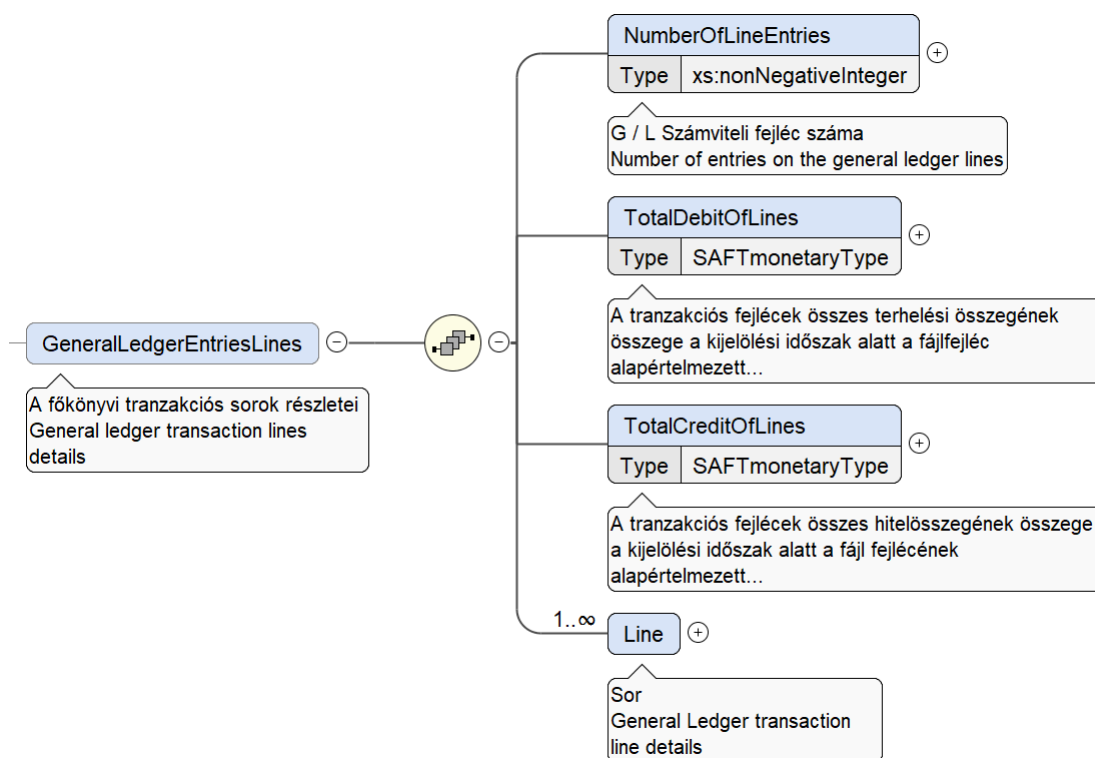 NumberOfLineEntries
Type xs:nonNegativeInteger
G / L Számviteli fejléc száma
Number of entries on the general ledger lines
TotalDebitOfLines
Type SAFTmonetaryType
A tranzakciós fejlécek összes terhelési összegének
összege a kijelölési időszak alatt a fájlfejléc
alapértelmezett...
GeneralLedgerEntriesLines
A főkönyvi tranzakciós sorok részletei
General ledger transaction lines
details
TotalCreditOfLines
Type SAFTmonetaryType
A tranzakciós fejlécek összes hitelösszegének összege
a kijelölési időszak alatt a fájl fejlécének
alapértelmezett...
1..∞
Line
Sor
General Ledger transaction
line details